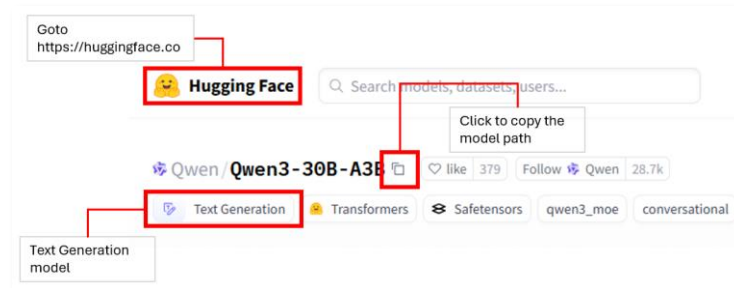 Goto
https://huggingface.co
Hugging Face
Search models, datasets, users...
Click to copy the
model path
Qwen/Qwen3-30B-A3B
like 379
Follow Qwen 28.7k
Text Generation
Transformers
Safetensors
qwen3_moe
conversational
Text Generation
model